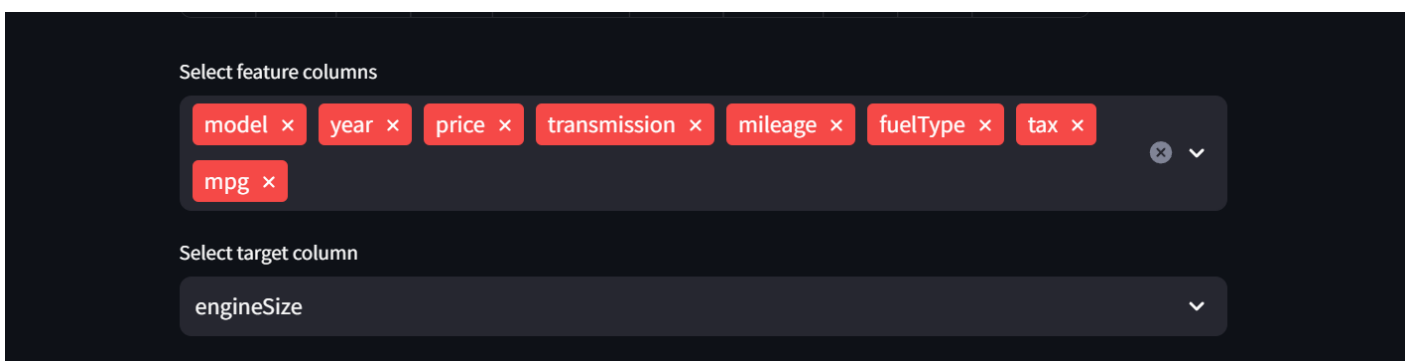 Select feature columns
model × year × price × transmission × mileage × fuelType × tax ×
mpg ×
Select target column
engineSize